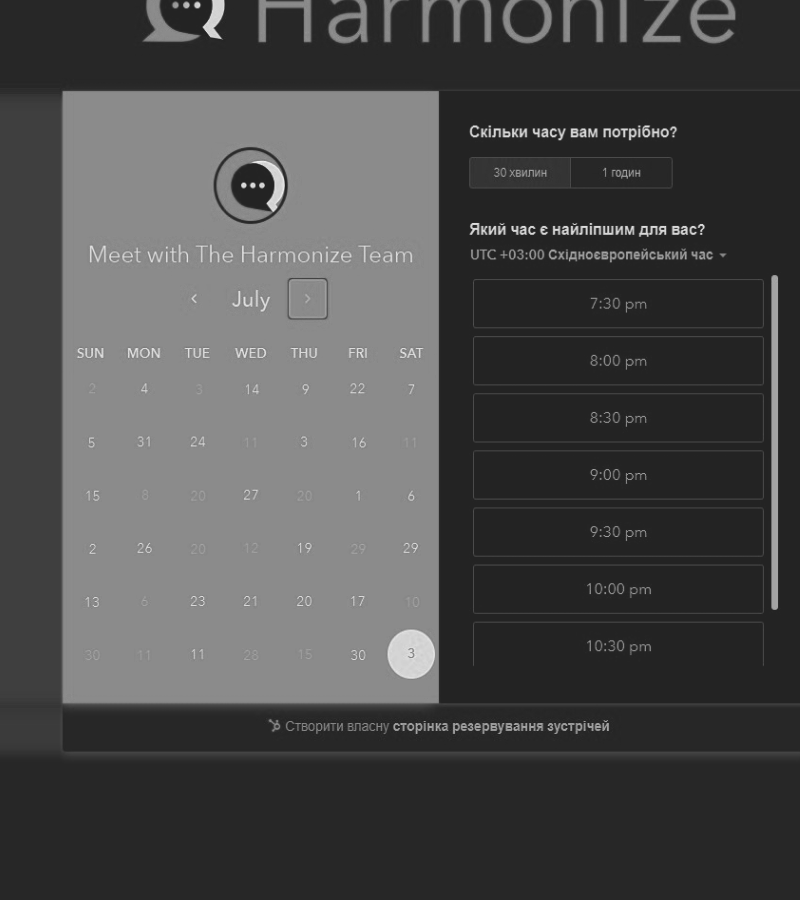 Harmonize
Meet with The Harmonize Team
July
SUN MON TUE WED THU FRI SAT
2 4 3 14 9 22 7
5 31 24 11 3 16 11
15 8 20 27 20 1 6
2 26 20 12 19 29 29
13 6 23 21 20 17 10
30 11 11 28 15 30 3
Скільки часу вам потрібно?
30 хвилин 1 годин
Який час є найліпшим для вас?
UTC +03:00 Східноєвропейський час
7:30 pm
8:00 pm
8:30 pm
9:00 pm
9:30 pm
10:00 pm
10:30 pm
Створити власну сторінка резервування зустрічей